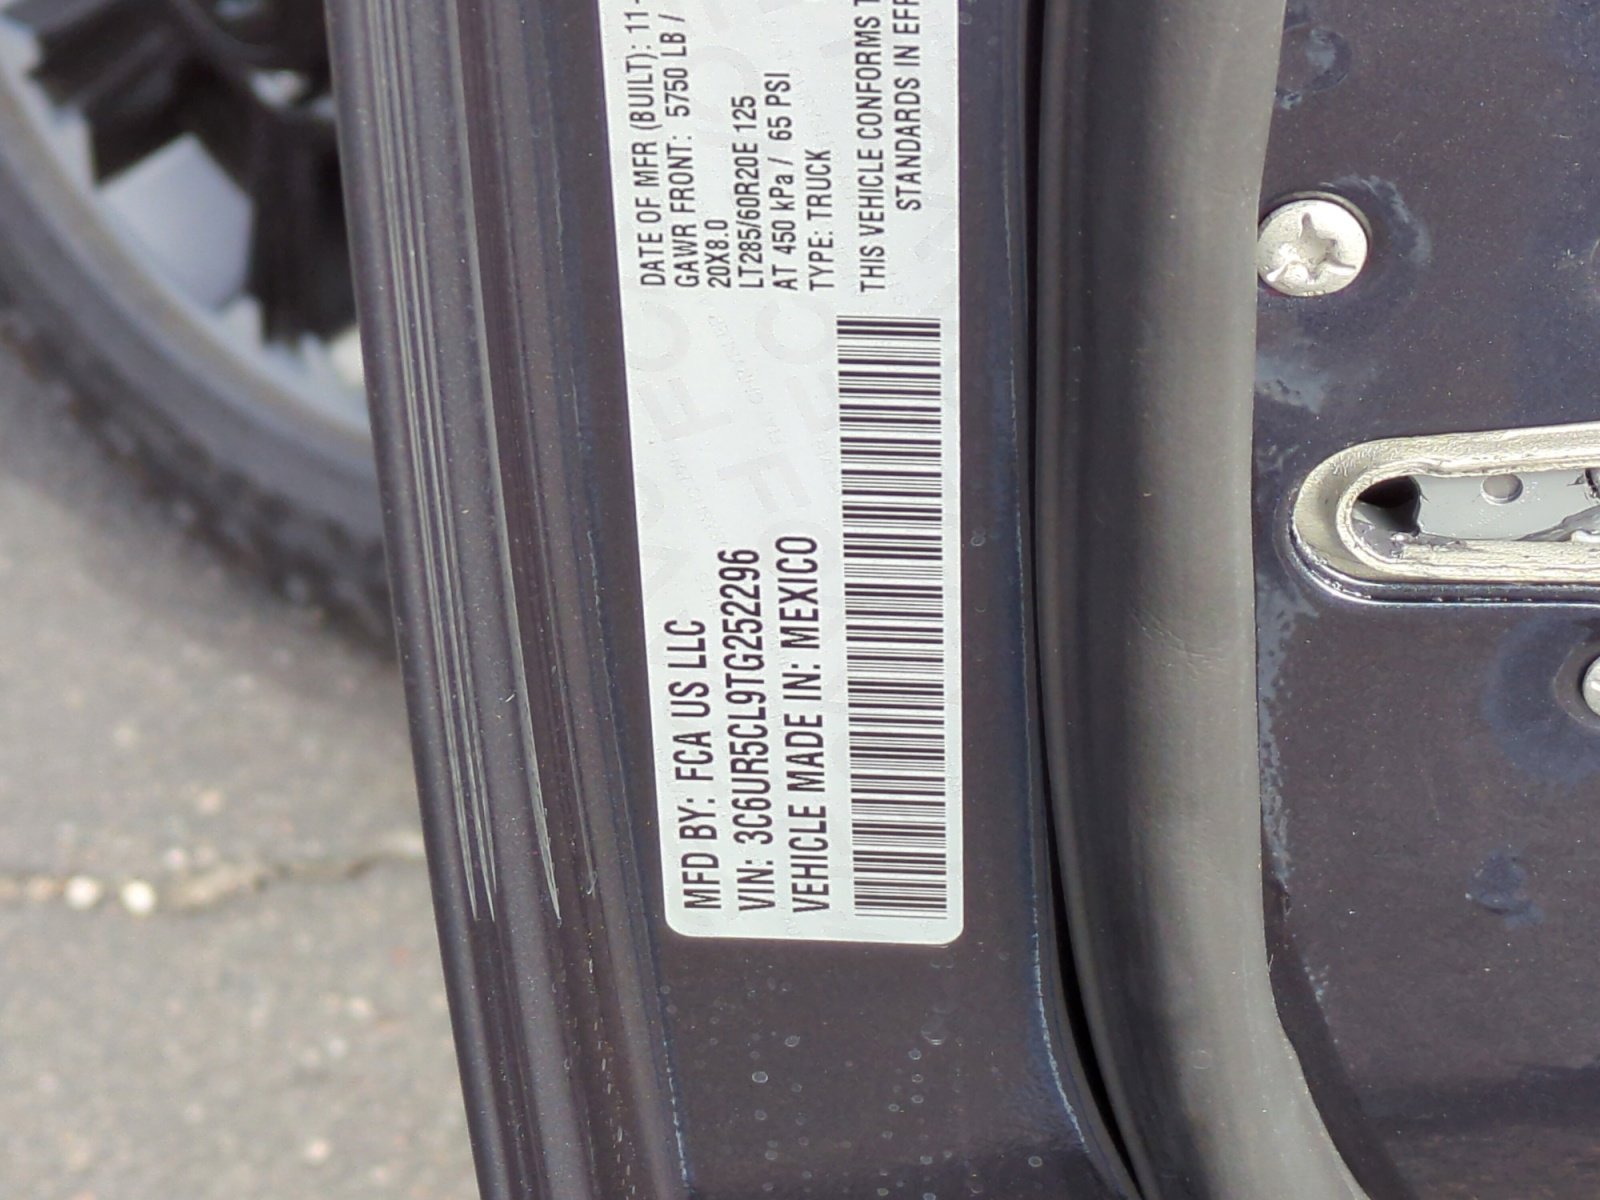 MFD BY: FCA US LLC
VIN: 3C6UR5CL9TG252296
VEHICLE MADE IN: MEXICO
DATE OF MFR (BUILT): 11-
GAWR FRONT: 5750 LB /
20X8.0
LT285/60R20E 125
AT 450 kPa / 65 PSI
TYPE: TRUCK
THIS VEHICLE CONFORMS T
STANDARDS IN EFF